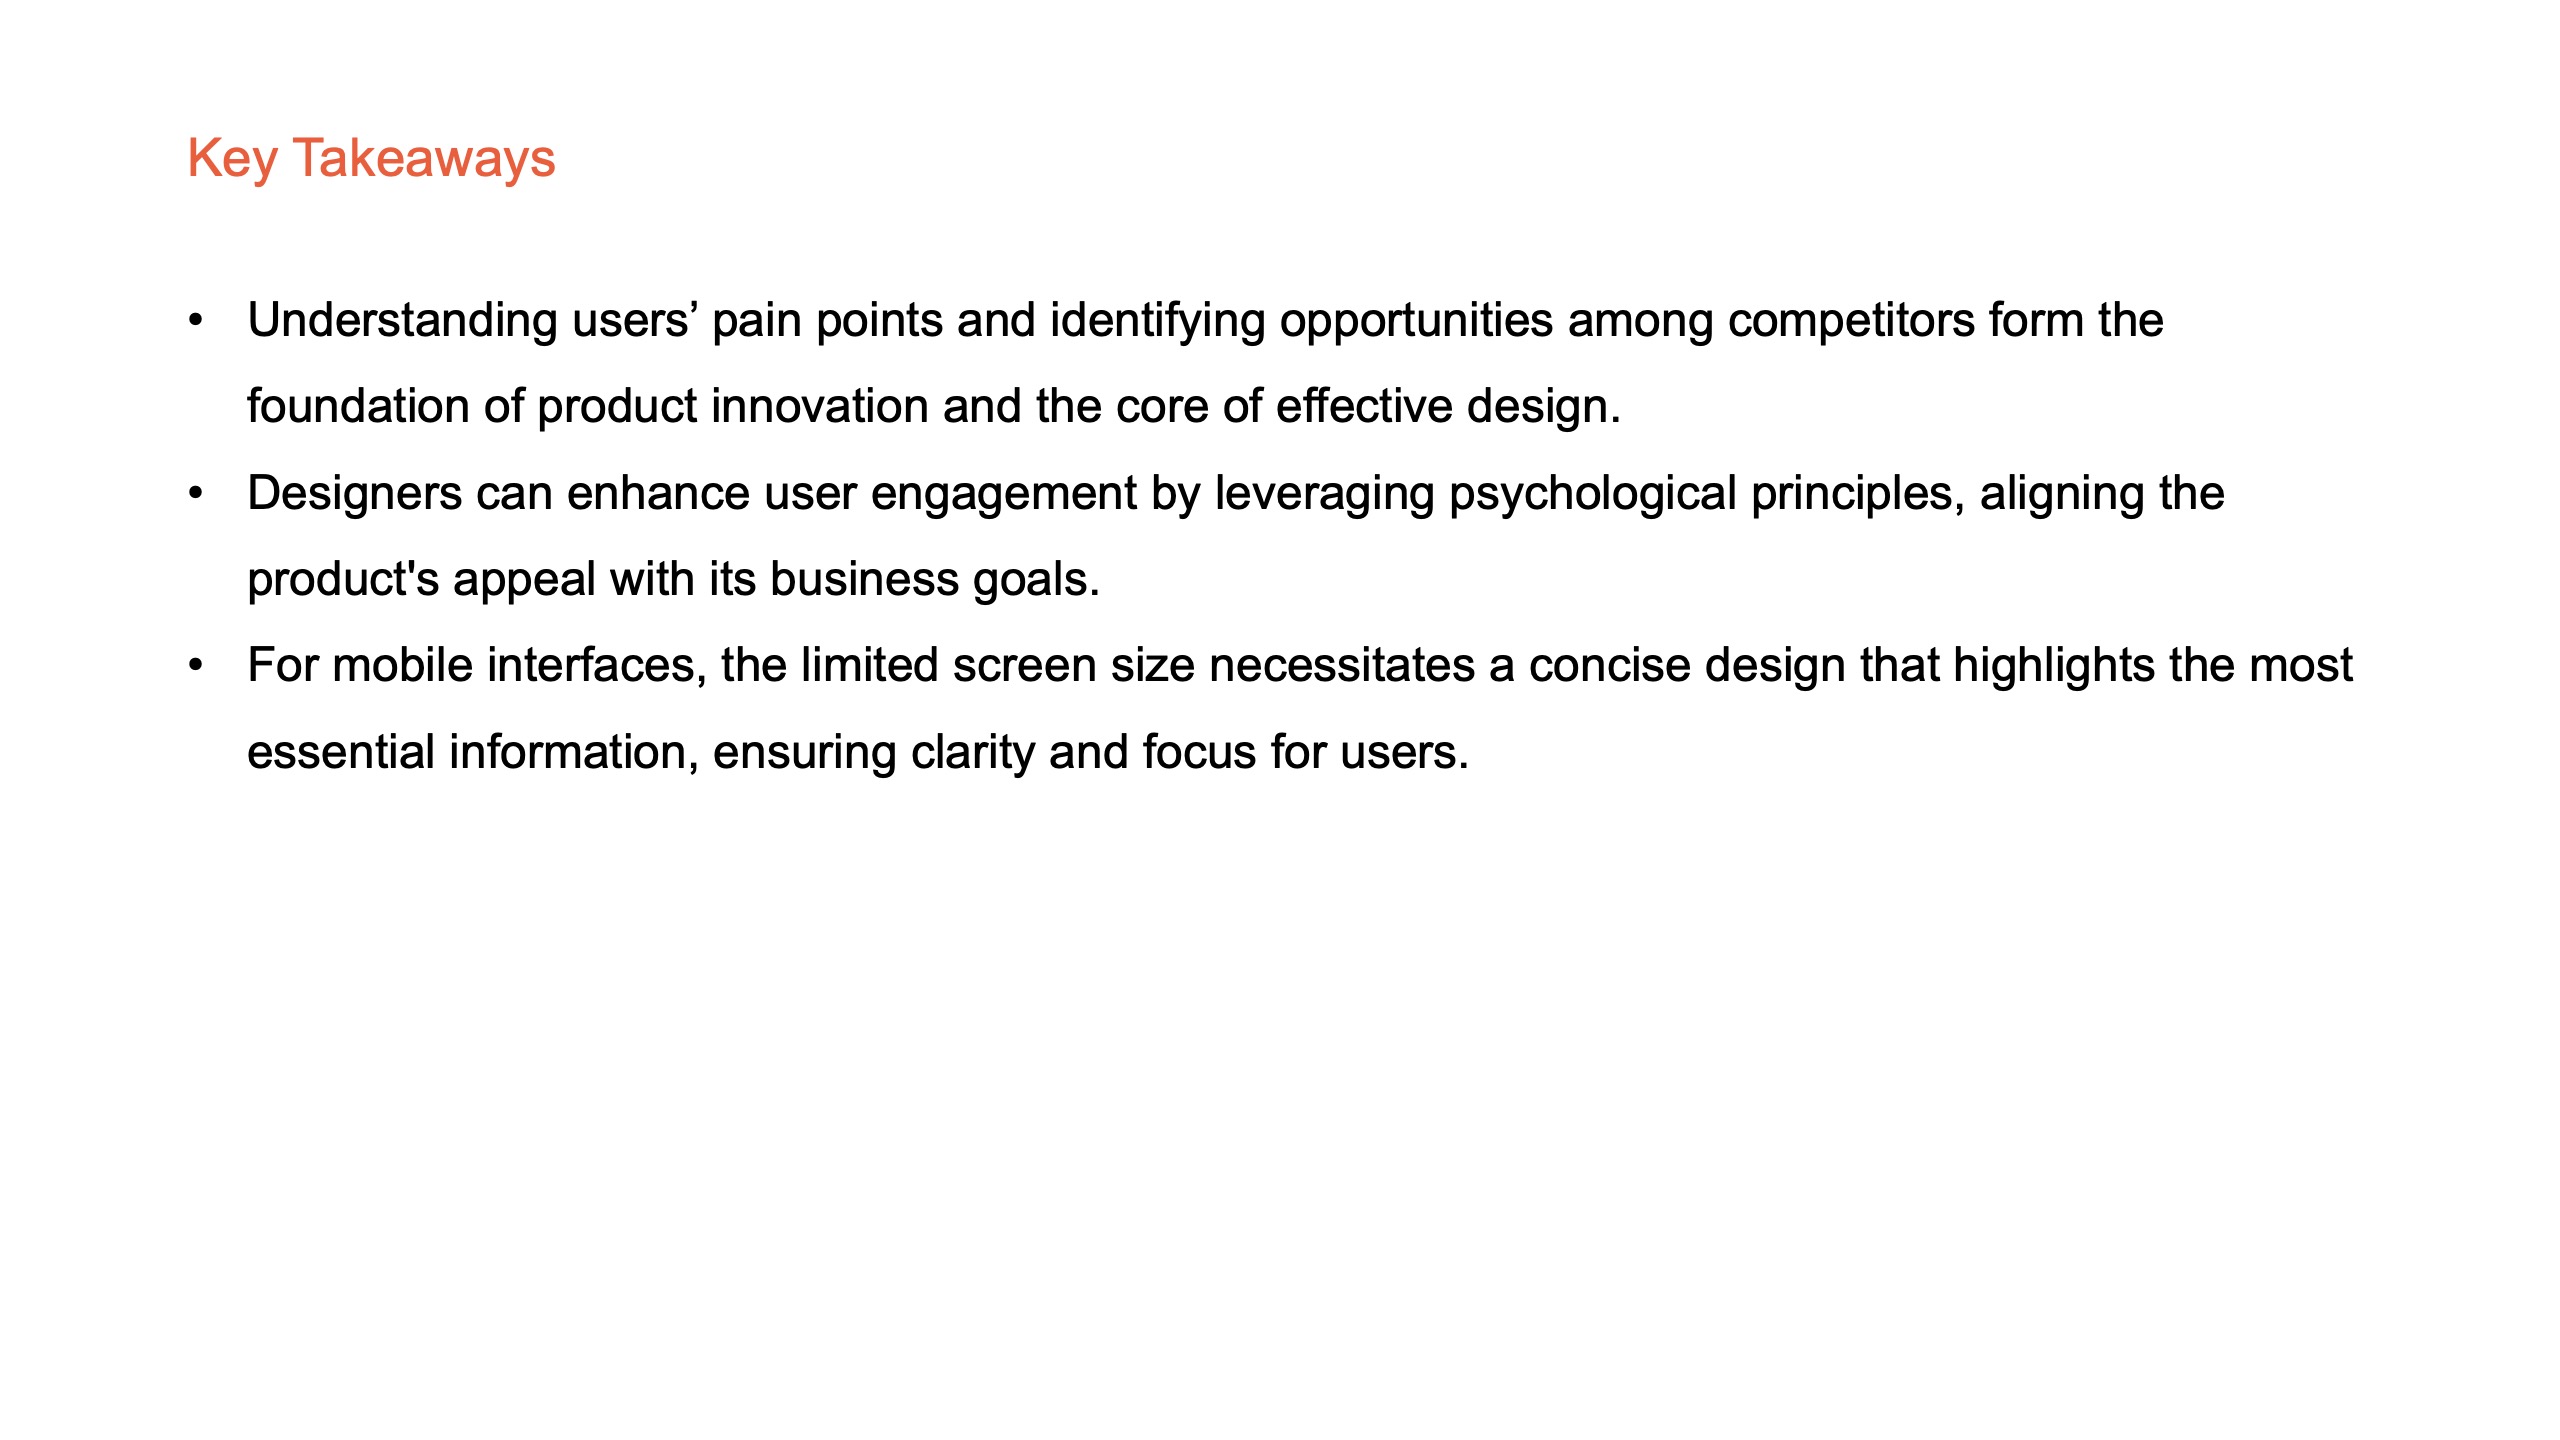 Key Takeaways
• Understanding users’ pain points and identifying opportunities among competitors form the
foundation of product innovation and the core of effective design.
• Designers can enhance user engagement by leveraging psychological principles, aligning the
product's appeal with its business goals.
• For mobile interfaces, the limited screen size necessitates a concise design that highlights the most
essential information, ensuring clarity and focus for users.